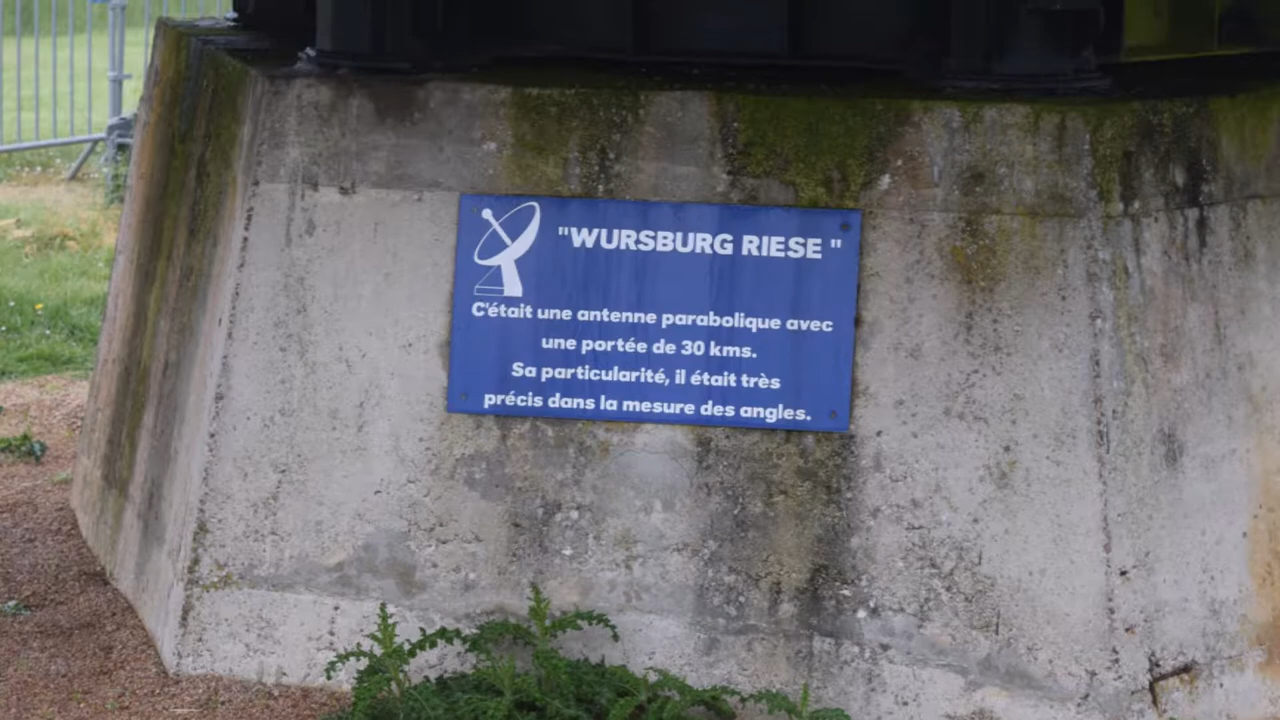 "WURSBURG RIESE "
C'était une antenne parabolique avec
une portée de 30 kms.
Sa particularité, il était très
précis dans la mesure des angles.